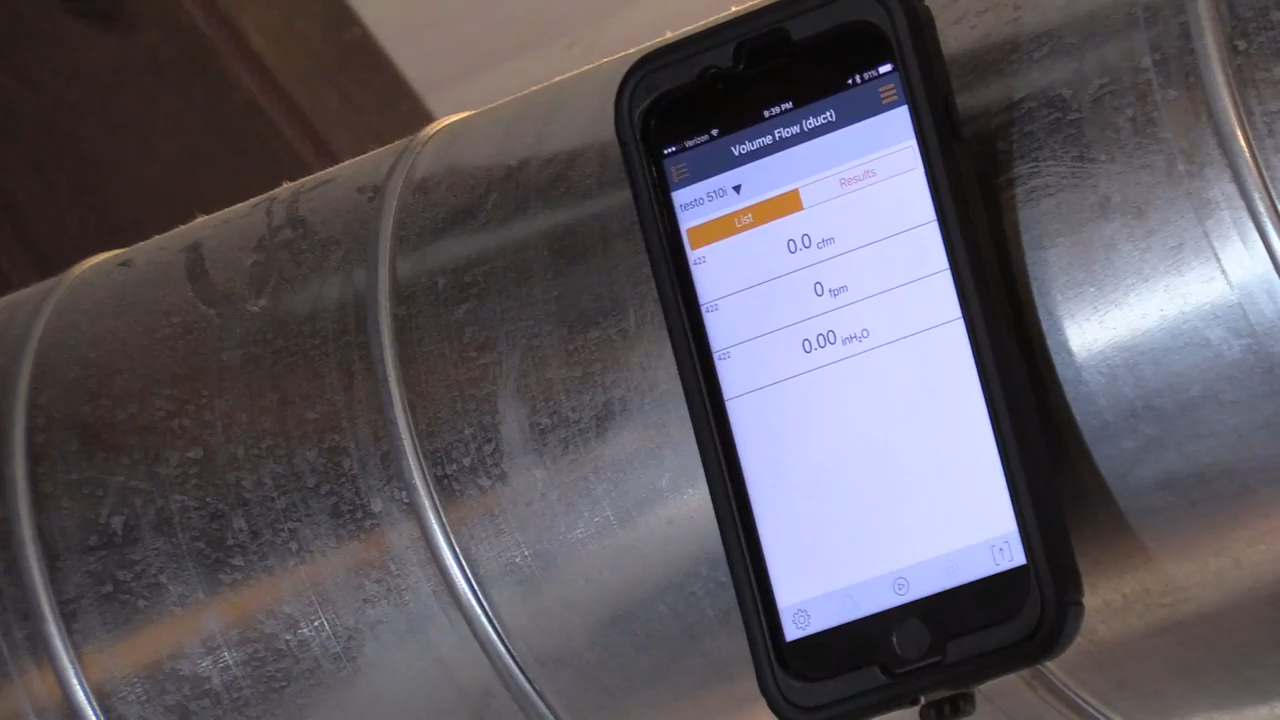 Verizon 9:39 PM 91%
Volume Flow (duct)
testo 510i
List Results
422 0.0 cfm
422 0 fpm
422 0.00 inH₂O